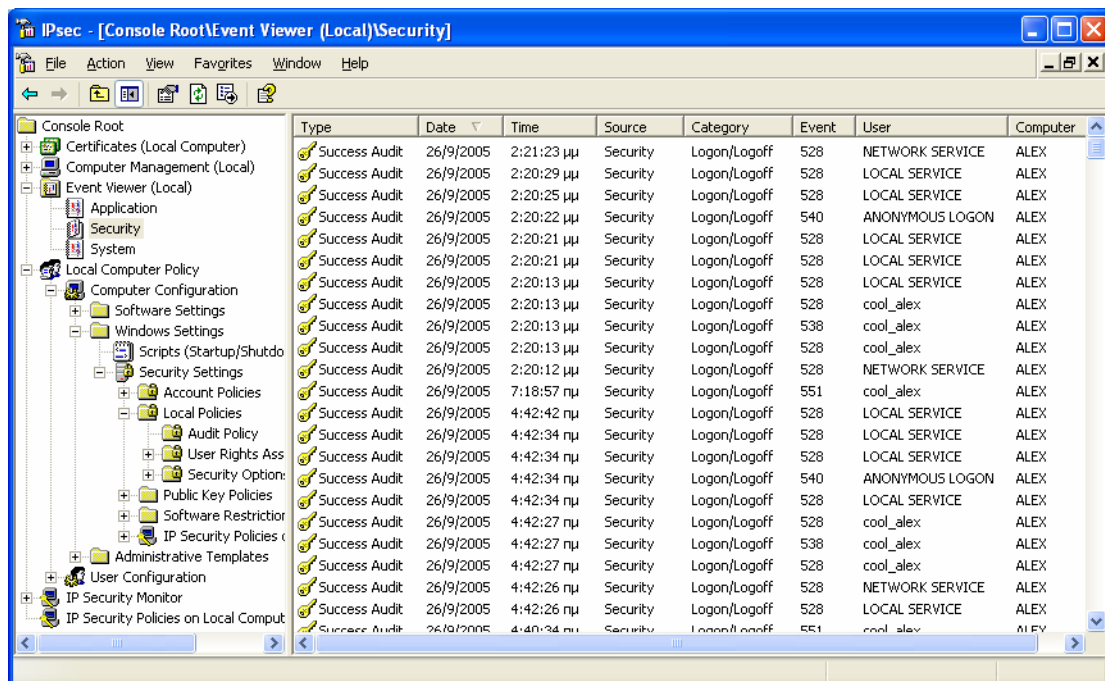 IPsec - [Console Root\Event Viewer (Local)\Security]
File Action View Favorites Window Help
Console Root
Certificates (Local Computer)
Computer Management (Local)
Event Viewer (Local)
Application
Security
System
Local Computer Policy
Computer Configuration
Software Settings
Windows Settings
Scripts (Startup/Shutdo
Security Settings
Account Policies
Local Policies
Audit Policy
User Rights Ass
Security Option
Public Key Policies
Software Restriction
IP Security Policies
Administrative Templates
User Configuration
IP Security Monitor
IP Security Policies on Local Comput
Type Date Time Source Category Event User Computer
Success Audit 26/9/2005 2:21:23 μμ Security Logon/Logoff 528 NETWORK SERVICE ALEX
Success Audit 26/9/2005 2:20:29 μμ Security Logon/Logoff 528 LOCAL SERVICE ALEX
Success Audit 26/9/2005 2:20:25 μμ Security Logon/Logoff 528 LOCAL SERVICE ALEX
Success Audit 26/9/2005 2:20:22 μμ Security Logon/Logoff 540 ANONYMOUS LOGON ALEX
Success Audit 26/9/2005 2:20:21 μμ Security Logon/Logoff 528 LOCAL SERVICE ALEX
Success Audit 26/9/2005 2:20:21 μμ Security Logon/Logoff 528 LOCAL SERVICE ALEX
Success Audit 26/9/2005 2:20:13 μμ Security Logon/Logoff 528 LOCAL SERVICE ALEX
Success Audit 26/9/2005 2:20:13 μμ Security Logon/Logoff 528 cool_alex ALEX
Success Audit 26/9/2005 2:20:13 μμ Security Logon/Logoff 538 cool_alex ALEX
Success Audit 26/9/2005 2:20:13 μμ Security Logon/Logoff 528 cool_alex ALEX
Success Audit 26/9/2005 2:20:12 μμ Security Logon/Logoff 528 NETWORK SERVICE ALEX
Success Audit 26/9/2005 7:18:57 πμ Security Logon/Logoff 551 cool_alex ALEX
Success Audit 26/9/2005 4:42:42 πμ Security Logon/Logoff 528 LOCAL SERVICE ALEX
Success Audit 26/9/2005 4:42:34 πμ Security Logon/Logoff 528 LOCAL SERVICE ALEX
Success Audit 26/9/2005 4:42:34 πμ Security Logon/Logoff 528 LOCAL SERVICE ALEX
Success Audit 26/9/2005 4:42:34 πμ Security Logon/Logoff 540 ANONYMOUS LOGON ALEX
Success Audit 26/9/2005 4:42:34 πμ Security Logon/Logoff 528 LOCAL SERVICE ALEX
Success Audit 26/9/2005 4:42:27 πμ Security Logon/Logoff 528 cool_alex ALEX
Success Audit 26/9/2005 4:42:27 πμ Security Logon/Logoff 538 cool_alex ALEX
Success Audit 26/9/2005 4:42:27 πμ Security Logon/Logoff 528 cool_alex ALEX
Success Audit 26/9/2005 4:42:26 πμ Security Logon/Logoff 528 NETWORK SERVICE ALEX
Success Audit 26/9/2005 4:42:26 πμ Security Logon/Logoff 528 LOCAL SERVICE ALEX
Success Audit 26/9/2005 4:40:34 πμ Security Logon/Logoff 551 cool_alex ALEX